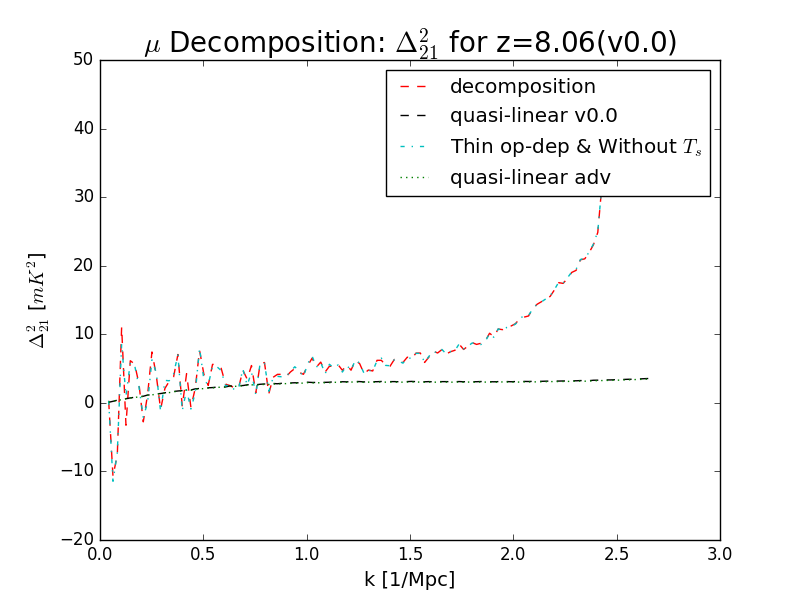 μ Decomposition: Δ²₂₁ for z=8.06(v0.0)
50
40
30
20
10
0
−10
−20
Δ²₂₁ [mK²]
decomposition
quasi-linear v0.0
Thin op-dep & Without Tₛ
quasi-linear adv
0.0 0.5 1.0 1.5 2.0 2.5 3.0
k [1/Mpc]